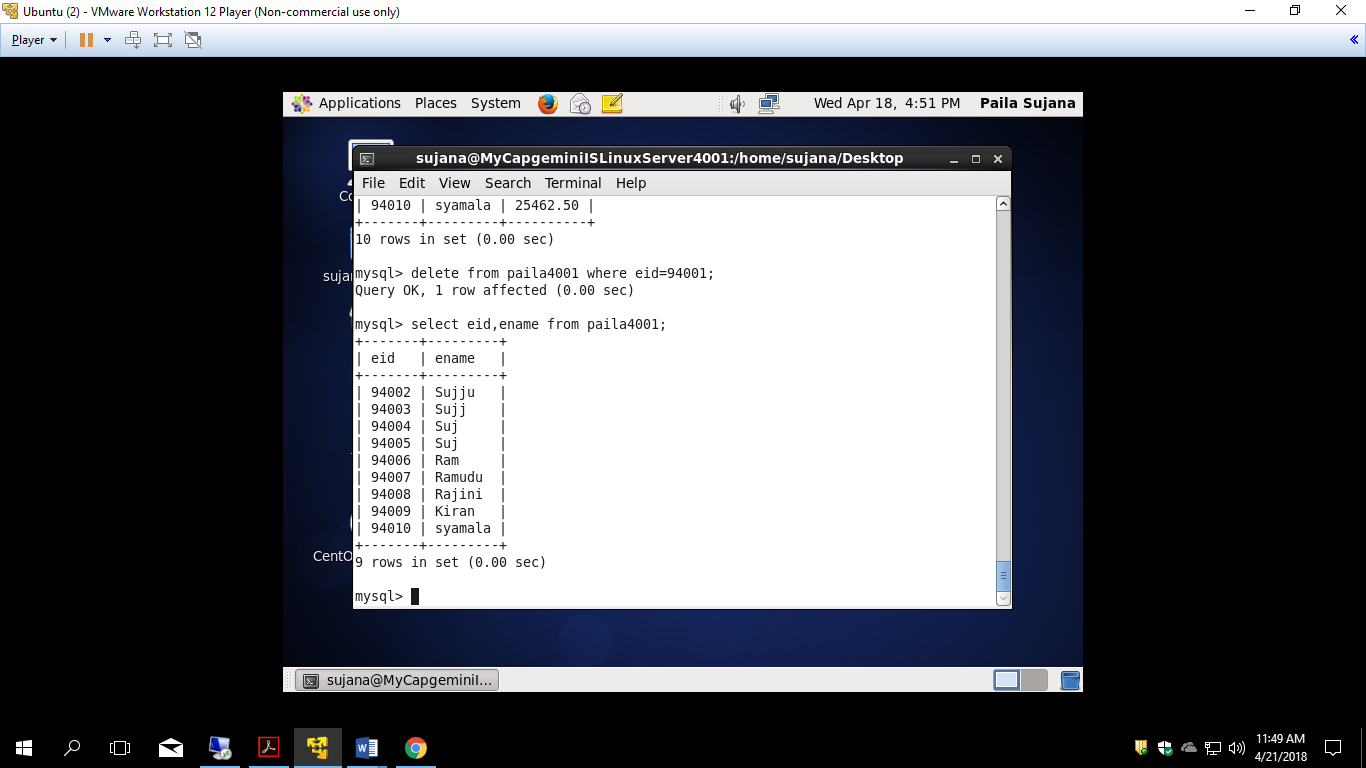 Ubuntu (2) - VMware Workstation 12 Player (Non-commercial use only)
Player
Applications Places System Wed Apr 18, 4:51 PM Paila Sujana
sujana@MyCapgeminiISLinuxServer4001:/home/sujana/Desktop
File Edit View Search Terminal Help
| 94010 | syamala | 25462.50 |
+-------+---------+----------+
10 rows in set (0.00 sec)
mysql> delete from paila4001 where eid=94001;
Query OK, 1 row affected (0.00 sec)
mysql> select eid,ename from paila4001;
+-------+---------+
| eid   | ename   |
+-------+---------+
| 94002 | Sujju   |
| 94003 | Sujj    |
| 94004 | Suj     |
| 94005 | Suj     |
| 94006 | Ram     |
| 94007 | Ramudu  |
| 94008 | Rajini  |
| 94009 | Kiran   |
| 94010 | syamala |
+-------+---------+
9 rows in set (0.00 sec)
mysql>
sujana@MyCapgeminiI...
11:49 AM
4/21/2018